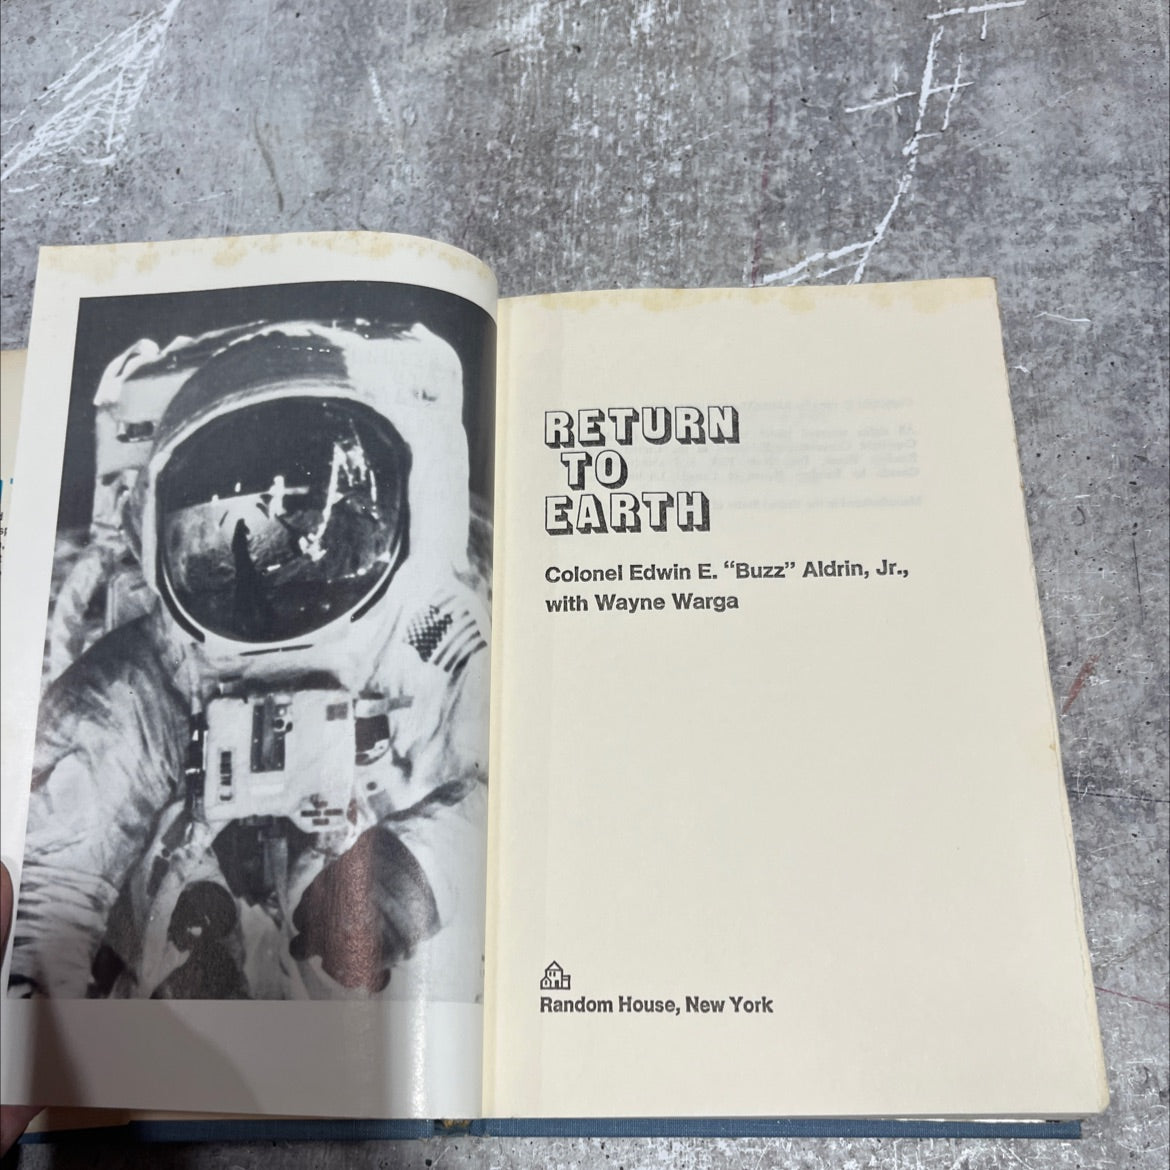 RETURN
TO
EARTH
Colonel Edwin E. “Buzz” Aldrin, Jr.,
with Wayne Warga
Random House, New York